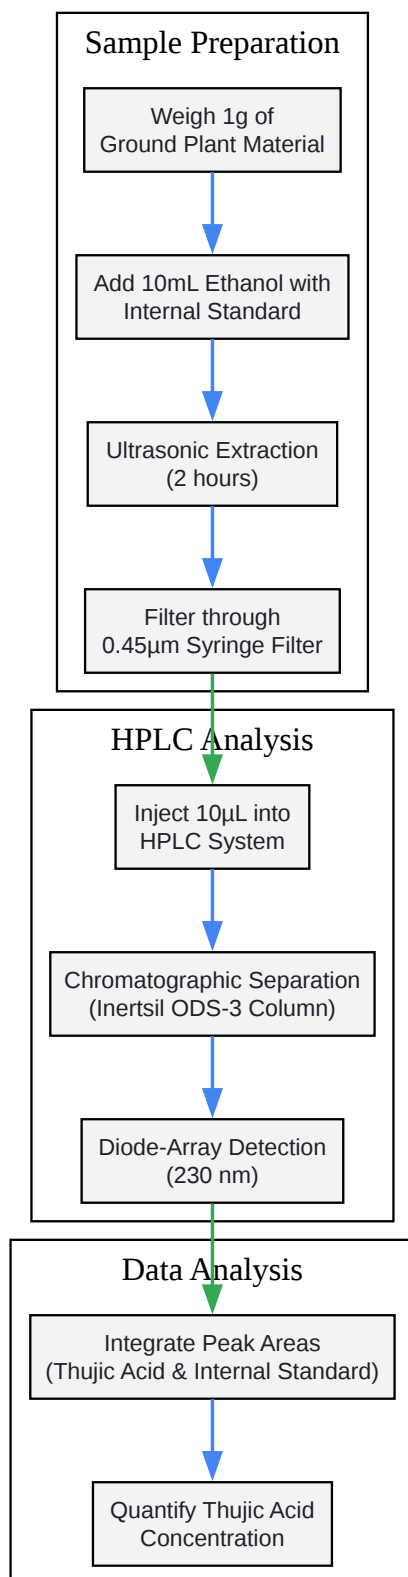 Sample Preparation
Weigh 1g of
Ground Plant Material
Add 10mL Ethanol with
Internal Standard
Ultrasonic Extraction
(2 hours)
Filter through
0.45µm Syringe Filter
HPLC Analysis
Inject 10µL into
HPLC System
Chromatographic Separation
(Inertsil ODS-3 Column)
Diode-Array Detection
(230 nm)
Data Analysis
Integrate Peak Areas
(Thujic Acid & Internal Standard)
Quantify Thujic Acid
Concentration